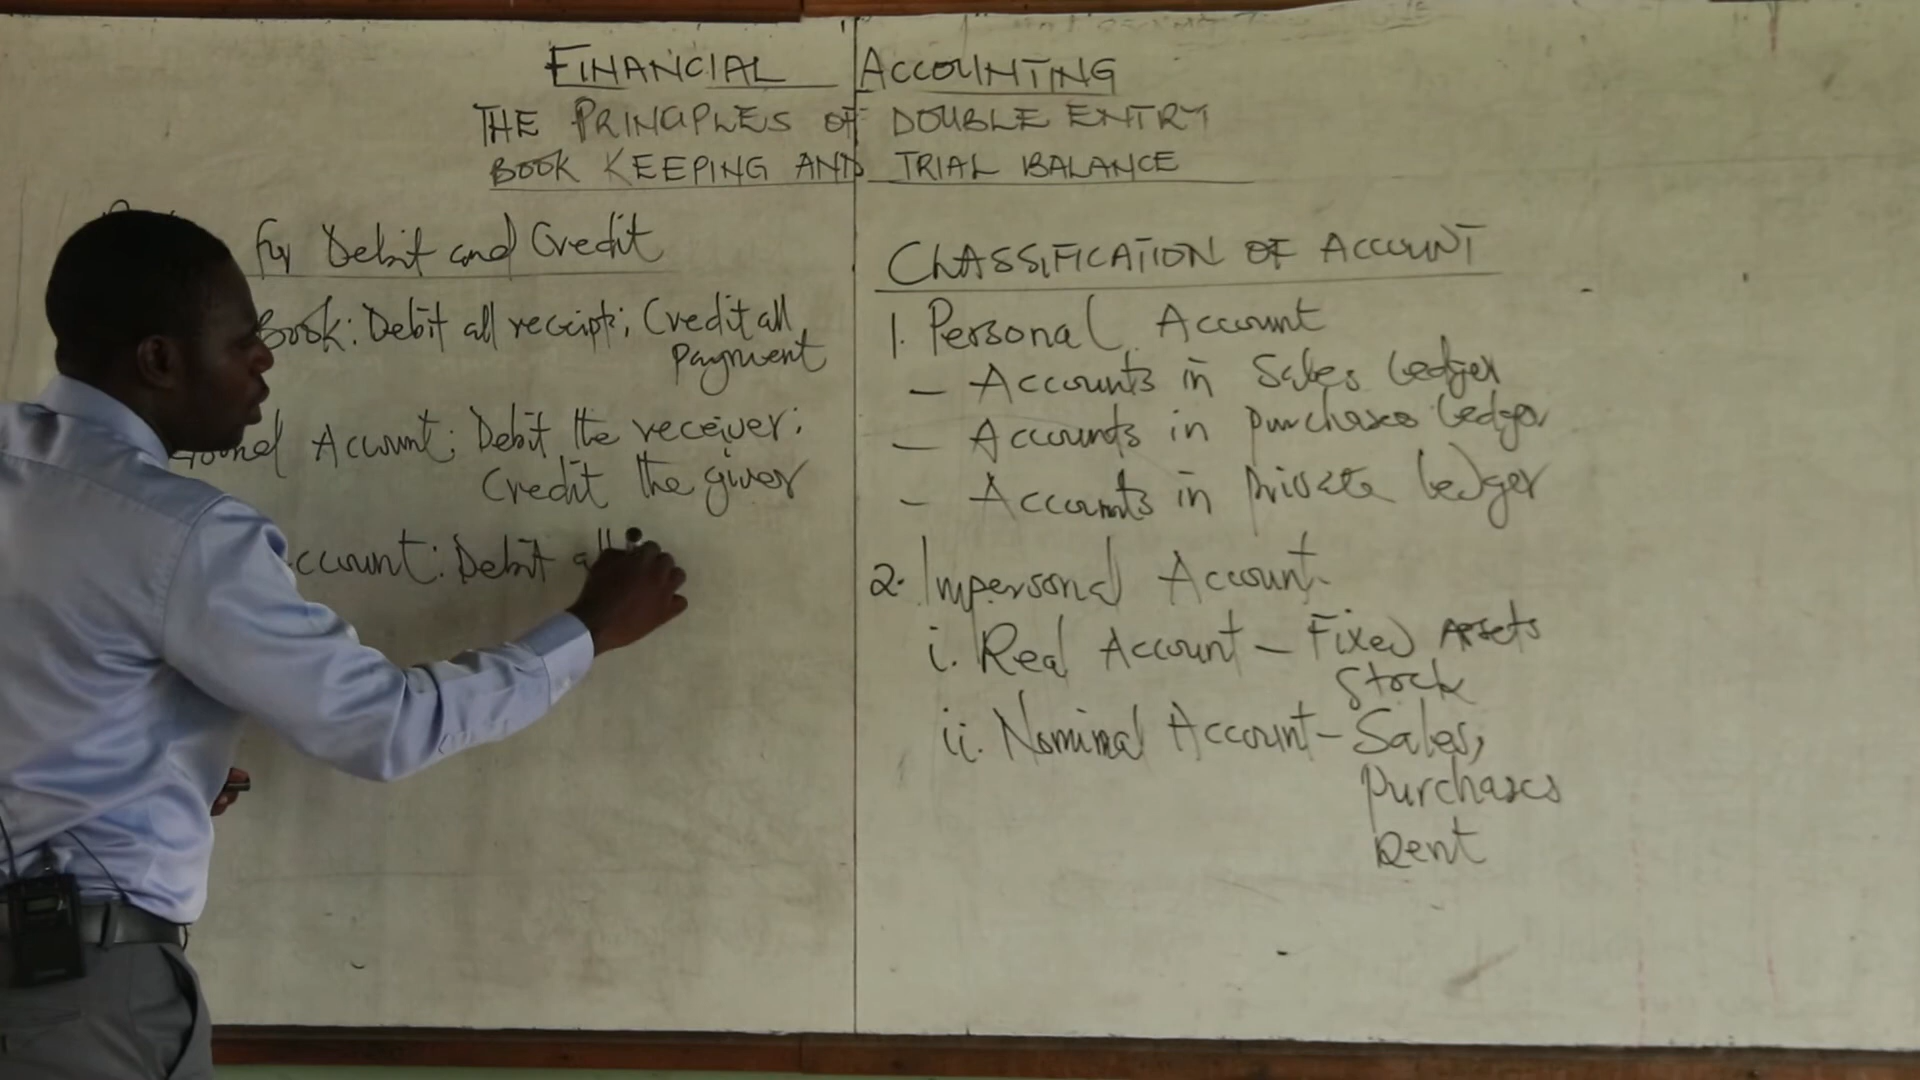 FINANCIAL ACCOUNTING
THE PRINCIPLES OF DOUBLE ENTRY
BOOK KEEPING AND TRIAL BALANCE
for Debit and Credit
Book: Debit all receipt; Credit all
payment
Account: Debit the receiver;
Credit the giver
ccount: Debit all
CLASSIFICATION OF ACCOUNT
1. Personal Account
- Accounts in Sales ledger
- Accounts in purchases ledger
- Accounts in private ledger
2. Impersonal Account
i. Real Account - Fixed Assets
Stock
ii. Nominal Account - Sales,
purchases
Rent